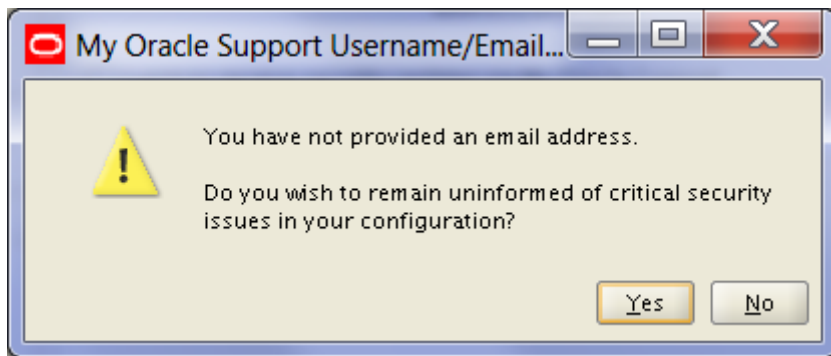 My Oracle Support Username/Email...
You have not provided an email address.
Do you wish to remain uninformed of critical security
issues in your configuration?
Yes No